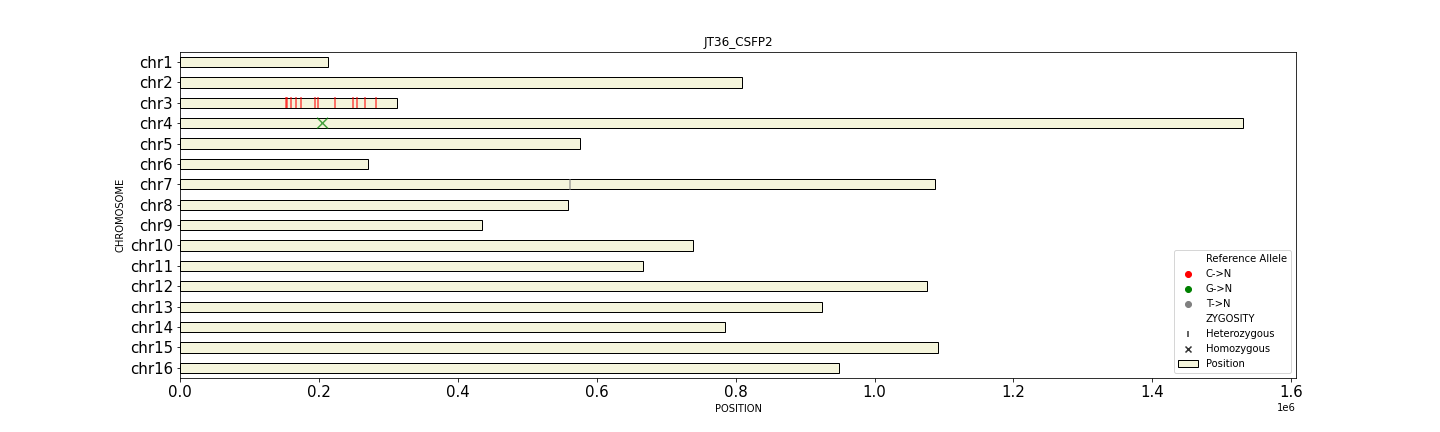 JT36_CSFP2
CHROMOSOME
chr1
chr2
chr3
chr4
chr5
chr6
chr7
chr8
chr9
chr10
chr11
chr12
chr13
chr14
chr15
chr16
Reference Allele
C->N
G->N
T->N
ZYGOSITY
Heterozygous
Homozygous
Position
0.0 0.2 0.4 0.6 0.8 1.0 1.2 1.4 1.6
1e6
POSITION